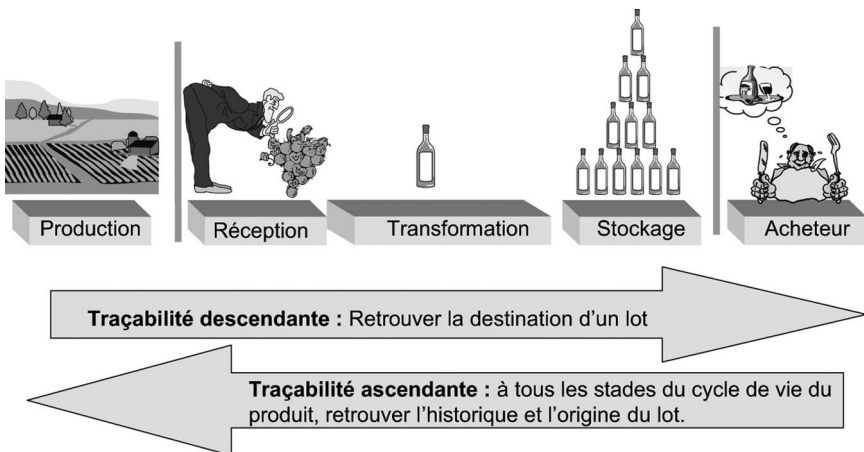 Production
Réception
Transformation
Stockage
Acheteur
Traçabilité descendante : Retrouver la destination d’un lot
Traçabilité ascendante : à tous les stades du cycle de vie du
produit, retrouver l’historique et l’origine du lot.